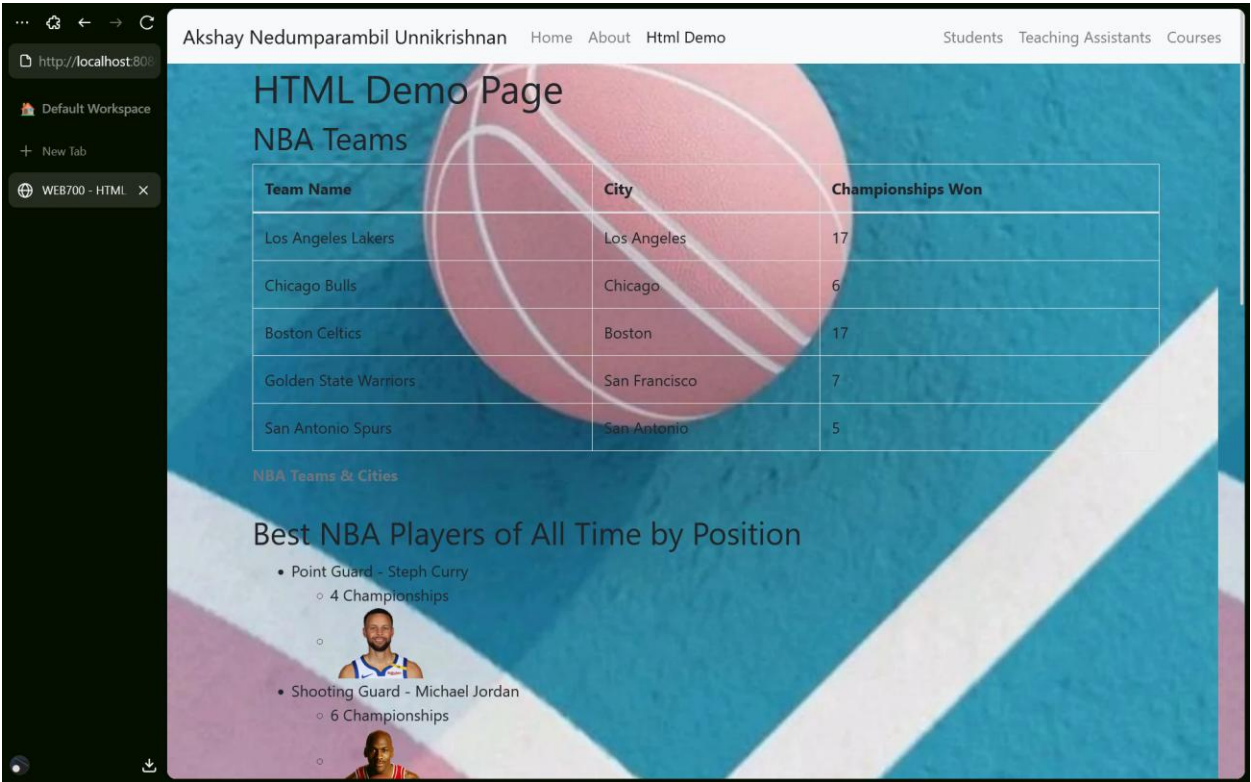 Akshay Nedumparambil Unnikrishnan Home About Html Demo Students Teaching Assistants Courses
http://localhost:808
Default Workspace
+ New Tab
WEB700 - HTML
HTML Demo Page
NBA Teams
Team Name City Championships Won
Los Angeles Lakers Los Angeles 17
Chicago Bulls Chicago 6
Boston Celtics Boston 17
Golden State Warriors San Francisco 7
San Antonio Spurs San Antonio 5
NBA Teams & Cities
Best NBA Players of All Time by Position
• Point Guard - Steph Curry
◦ 4 Championships
• Shooting Guard - Michael Jordan
◦ 6 Championships